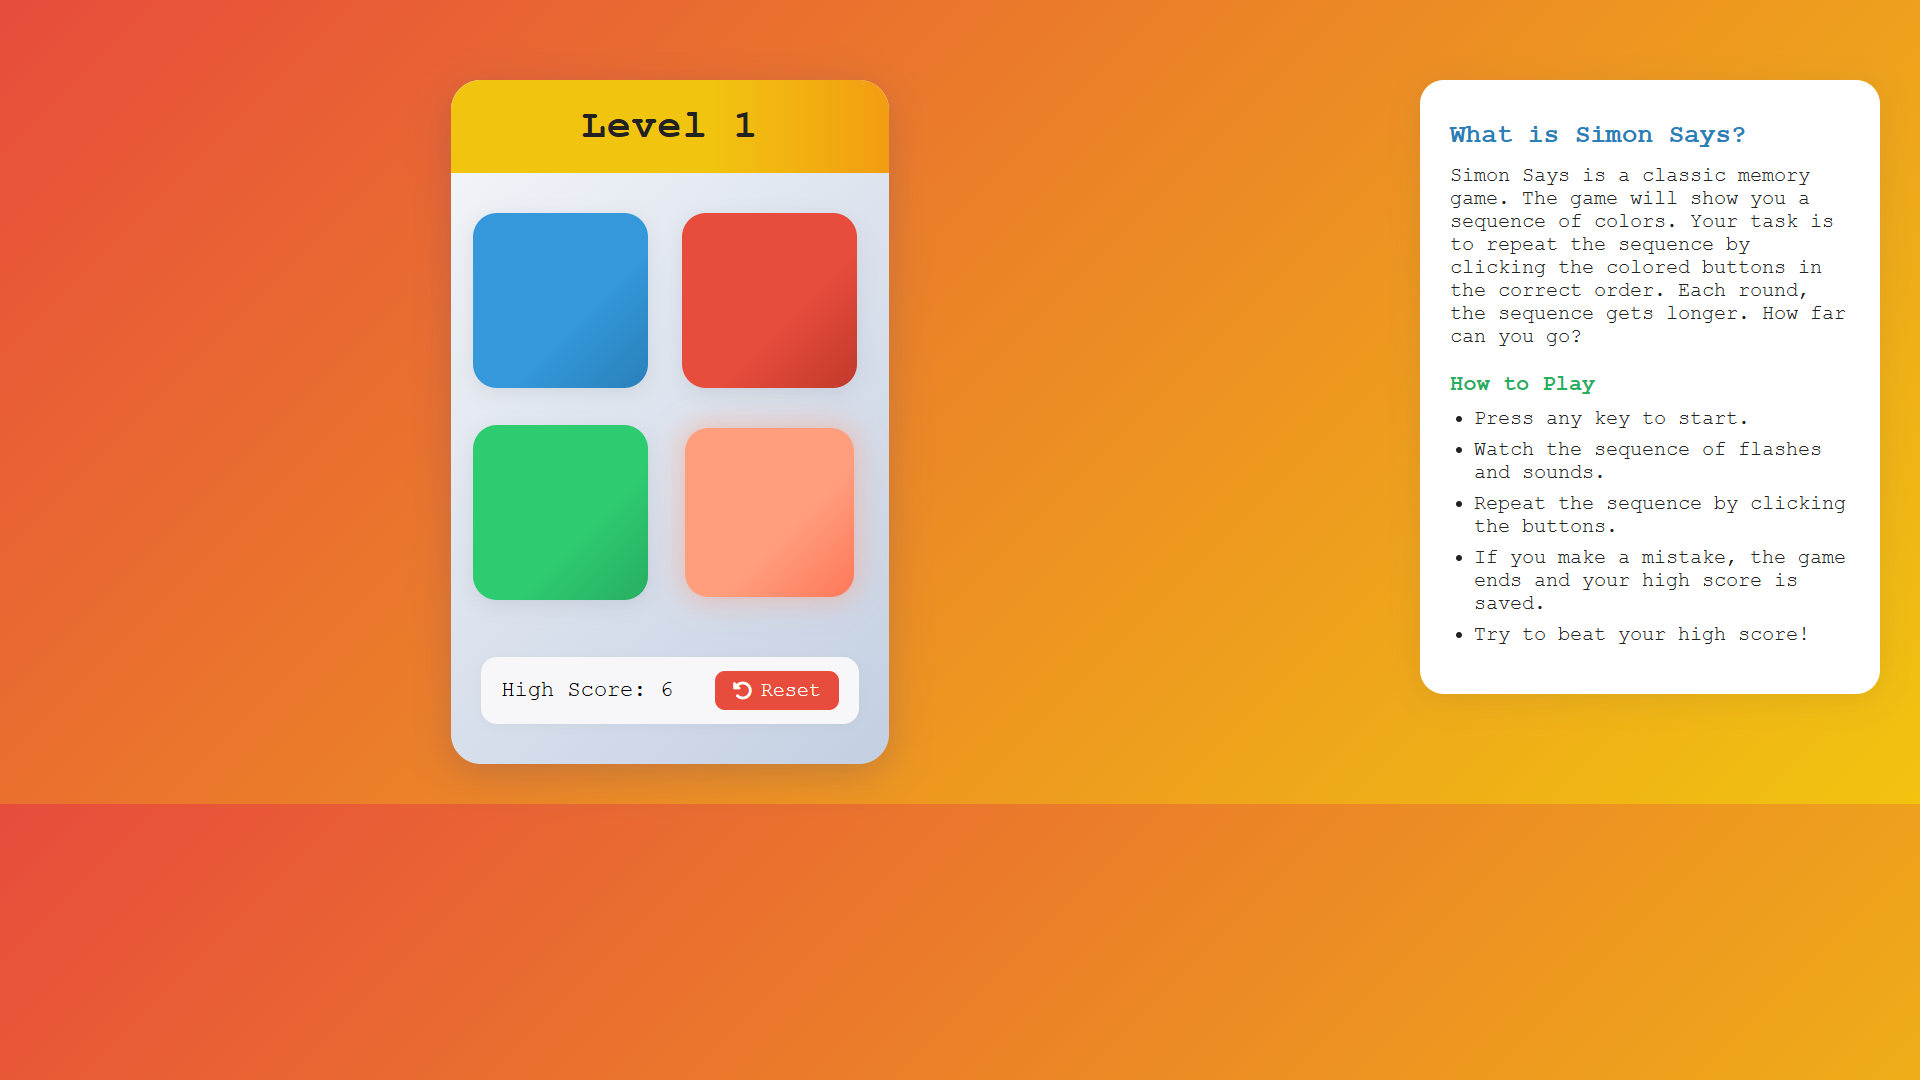 Level 1
High Score: 6
Reset
What is Simon Says?
Simon Says is a classic memory
game. The game will show you a
sequence of colors. Your task is
to repeat the sequence by
clicking the colored buttons in
the correct order. Each round,
the sequence gets longer. How far
can you go?
How to Play
• Press any key to start.
• Watch the sequence of flashes
and sounds.
• Repeat the sequence by clicking
the buttons.
• If you make a mistake, the game
ends and your high score is
saved.
• Try to beat your high score!